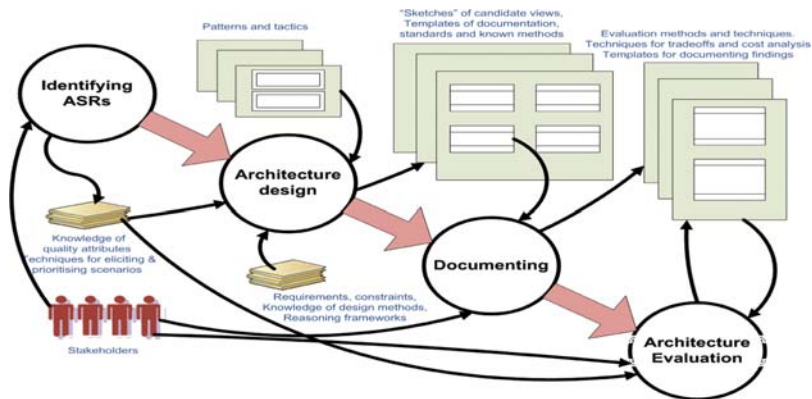 Patterns and tactics
"Sketches" of candidate views,
Templates of documentation,
standards and known methods
Evaluation methods and techniques.
Techniques for tradeoffs and cost analysis
Templates for documenting findings
Identifying
ASRs
Architecture
design
Knowledge of
quality attributes
Techniques for eliciting &
prioritising scenarios
Documenting
Requirements, constraints,
Knowledge of design methods,
Reasoning frameworks
Stakeholders
Architecture
Evaluation